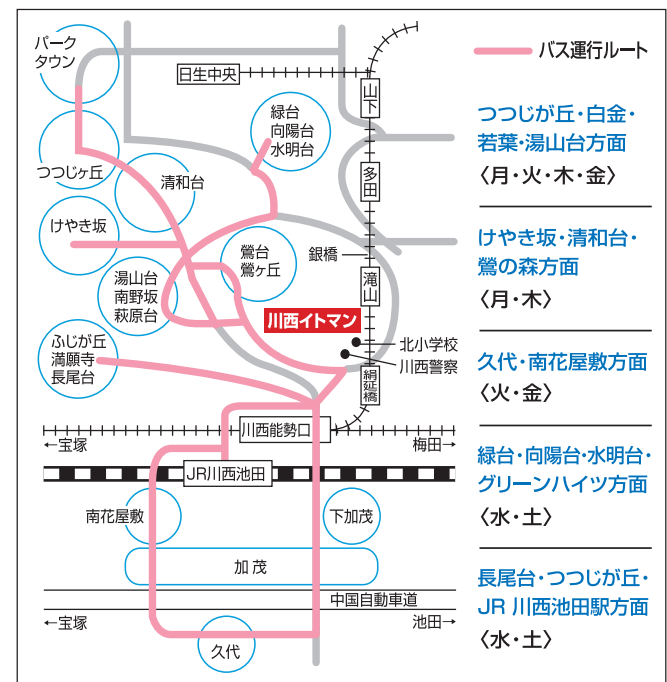 パーク
タウン
日生中央
山下
緑台
向陽台
水明台
つつじヶ丘
清和台
多田
けやき坂
鶯台
鶯ヶ丘
銀橋
滝山
湯山台
南野坂
萩原台
川西イトマン
北小学校
川西警察
絹延橋
ふじが丘
満願寺
長尾台
川西能勢口
←宝塚
梅田→
JR川西池田
南花屋敷
下加茂
加茂
中国自動車道
←宝塚
池田→
久代
バス運行ルート
つつじが丘・白金・
若葉・湯山台方面
〈月・火・木・金〉
けやき坂・清和台・
鶯の森方面
〈月・木〉
久代・南花屋敷方面
〈火・金〉
緑台・向陽台・水明台・
グリーンハイツ方面
〈水・土〉
長尾台・つつじが丘・
JR 川西池田駅方面
〈水・土〉